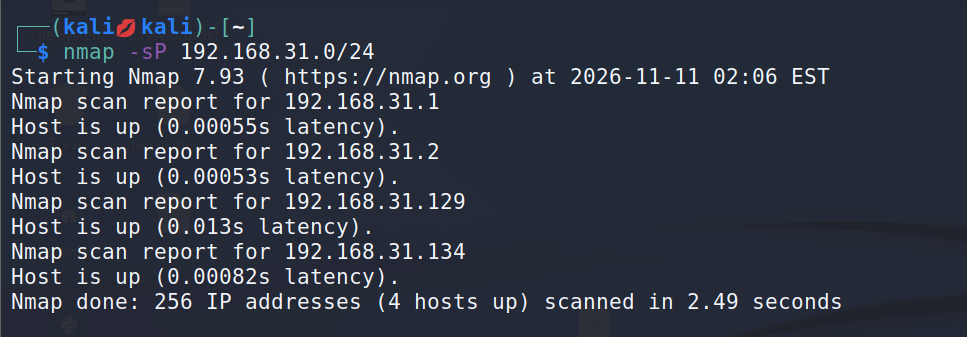 ┌──(kali💋kali)-[~]
└─$ nmap -sP 192.168.31.0/24
Starting Nmap 7.93 ( https://nmap.org ) at 2026-11-11 02:06 EST
Nmap scan report for 192.168.31.1
Host is up (0.00055s latency).
Nmap scan report for 192.168.31.2
Host is up (0.00053s latency).
Nmap scan report for 192.168.31.129
Host is up (0.013s latency).
Nmap scan report for 192.168.31.134
Host is up (0.00082s latency).
Nmap done: 256 IP addresses (4 hosts up) scanned in 2.49 seconds